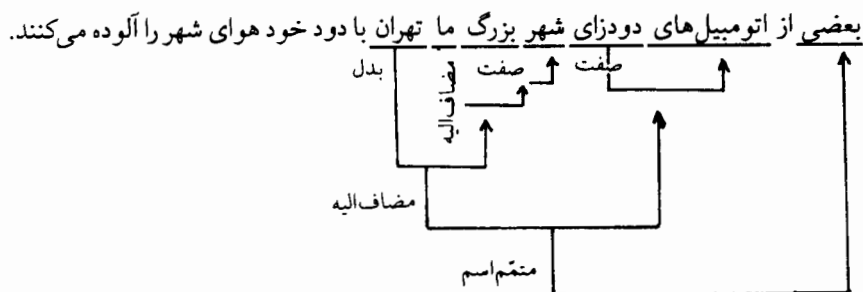 بعضی از اتومبیل‌های دودزای شهر بزرگ ما تهران با دود خود هوای شهر را آلوده می‌کنند.
صفت صفت مضاف‌الیه بدل
مضاف‌الیه
متمّم‌اسم